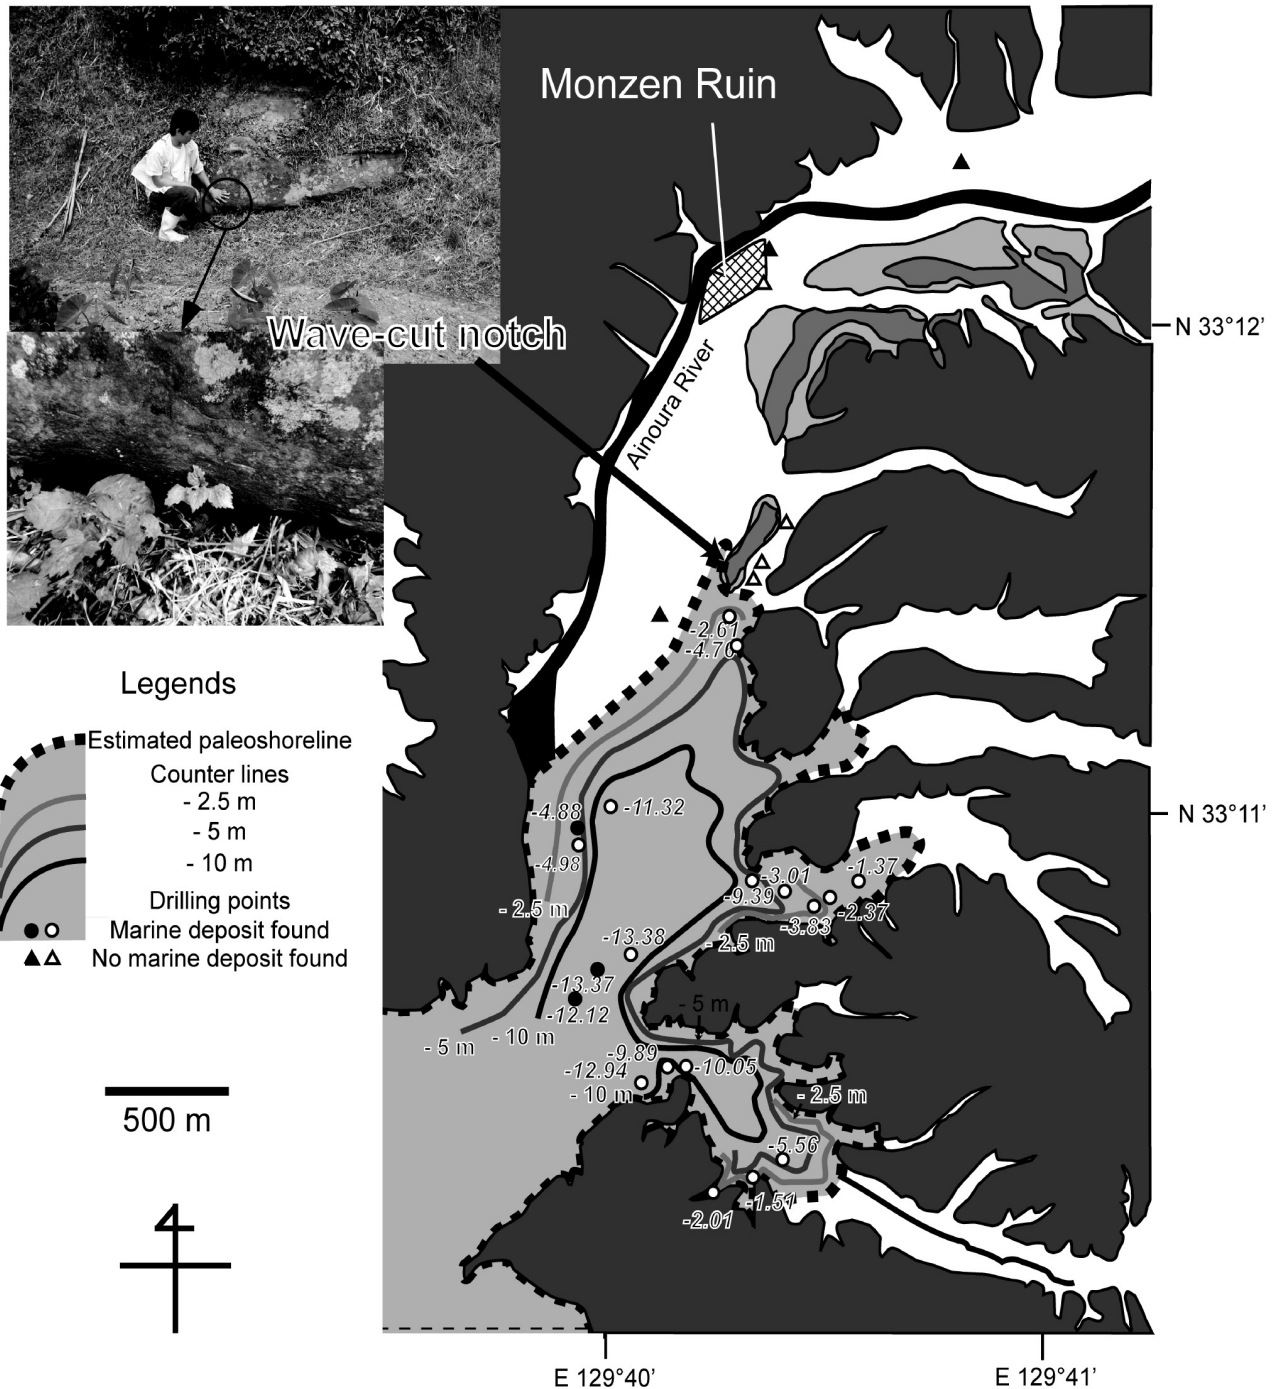 Monzen Ruin
N 33°12'
Wave-cut notch
Ainoura River
-2.61
-4.76
Legends
Estimated paleoshoreline
Counter lines
- 2.5 m
- 5 m
- 10 m
Drilling points
Marine deposit found
No marine deposit found
-4.88
-11.32
N 33°11'
-4.98
-3.01
-1.37
-9.39
- 2.5 m
-2.37
-3.83
-13.38
- 2.5 m
-13.37
- 5 m
-12.12
- 5 m
- 10 m
-9.89
-12.94
-10.05
- 10 m
- 2.5 m
-5.56
-1.51
-2.01
500 m
E 129°40'
E 129°41'